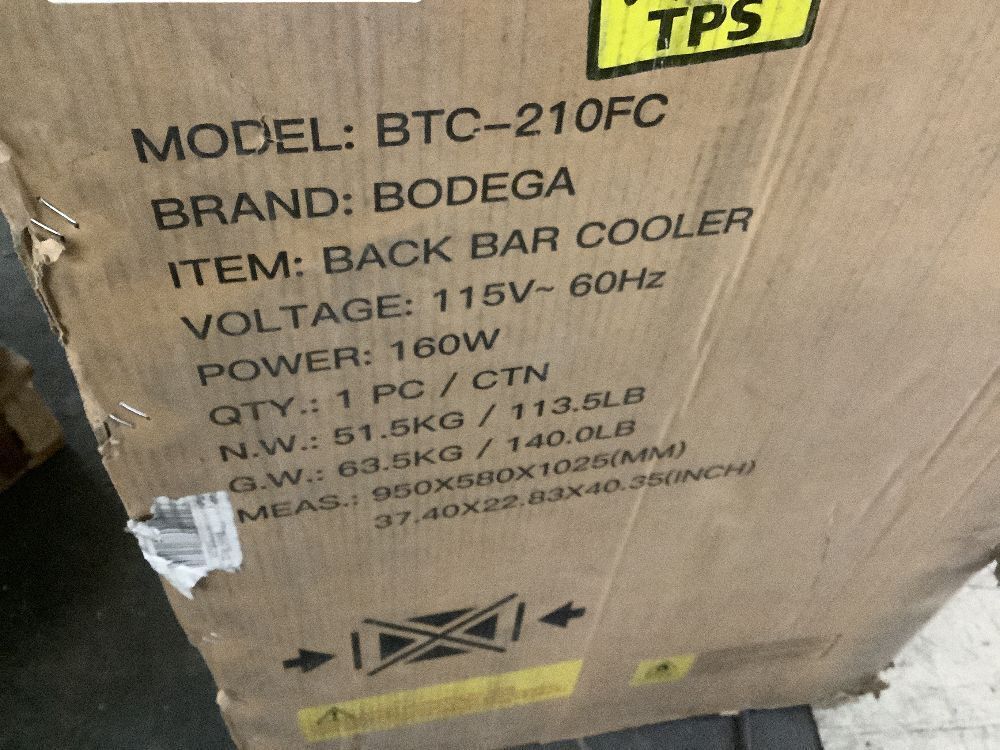 TPS
MODEL: BTC-210FC
BRAND: BODEGA
ITEM: BACK BAR COOLER
VOLTAGE: 115V~ 60Hz
POWER: 160W
QTY.: 1 PC / CTN
N.W.: 51.5KG / 113.5LB
G.W.: 63.5KG / 140.0LB
MEAS.: 950X580X1025(MM)
37.40X22.83X40.35(INCH)